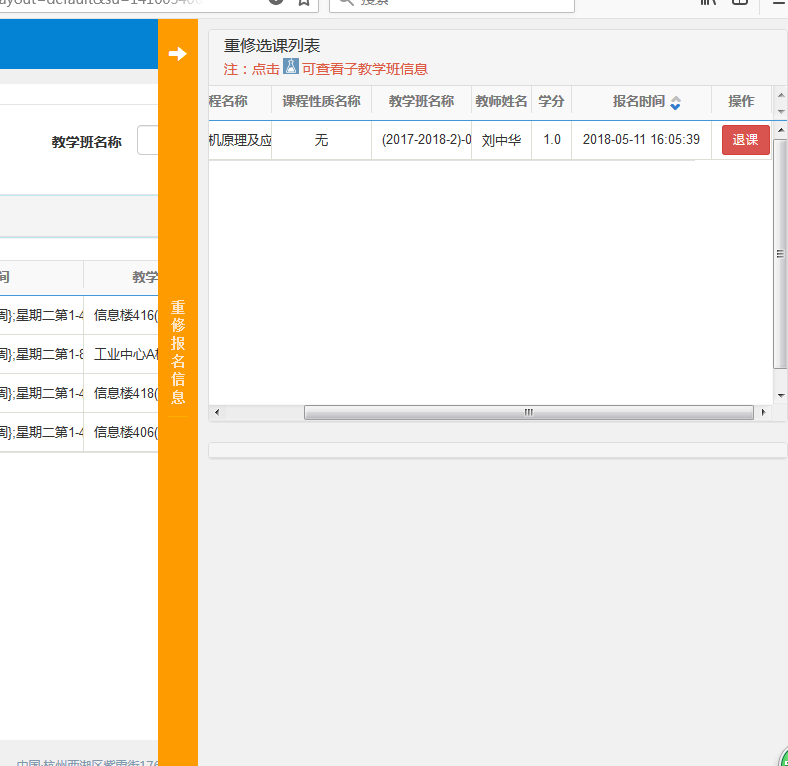 搜索
重修选课列表
注：点击 可查看子教学班信息
程名称 课程性质名称 教学班名称 教师姓名 学分 报名时间 操作
机原理及应 无 (2017-2018-2)-0 刘中华 1.0 2018-05-11 16:05:39 退课
教学班名称
间 教学
周};星期二第1-4 信息楼416(
周};星期二第1-8 工业中心A
周};星期二第1-4 信息楼418(
周};星期二第1-4 信息楼406(
重修报名信息